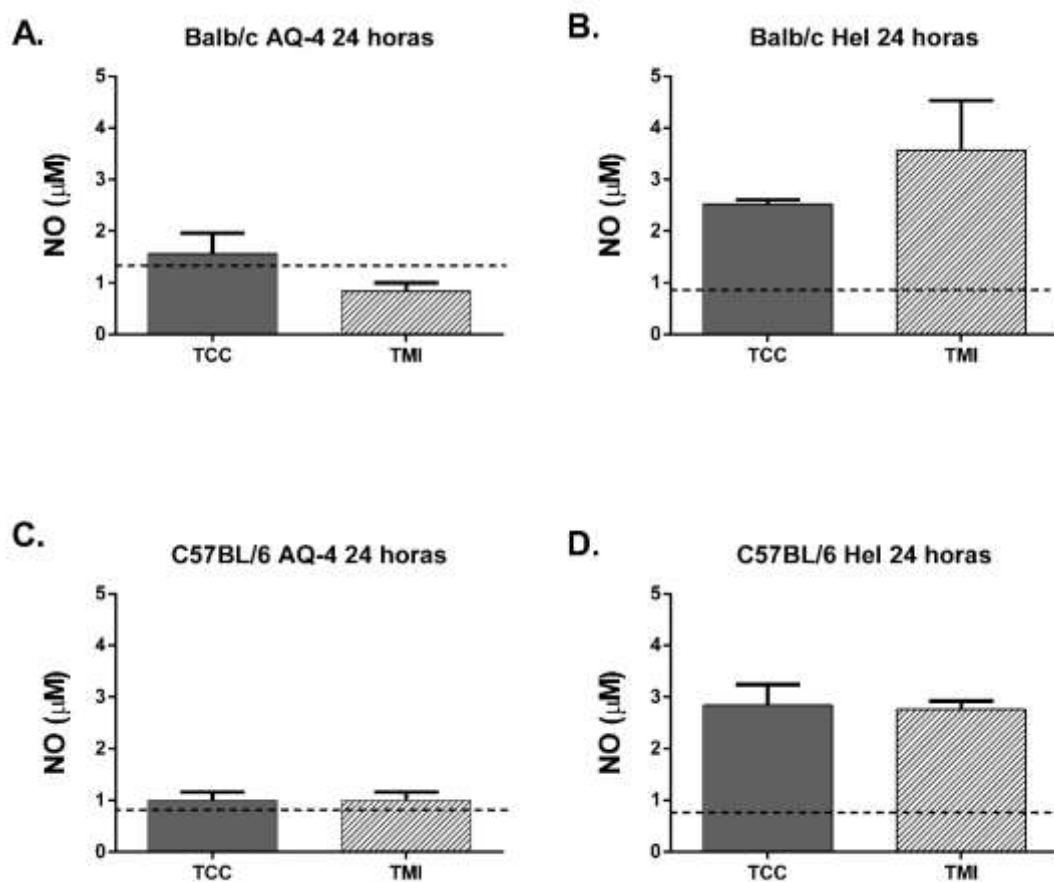 A.
Balb/c AQ-4 24 horas
NO (μM)
5
4
3
2
1
0
TCC TMI
B.
Balb/c Hel 24 horas
NO (μM)
5
4
3
2
1
0
TCC TMI
C.
C57BL/6 AQ-4 24 horas
NO (μM)
5
4
3
2
1
0
TCC TMI
D.
C57BL/6 Hel 24 horas
NO (μM)
5
4
3
2
1
0
TCC TMI